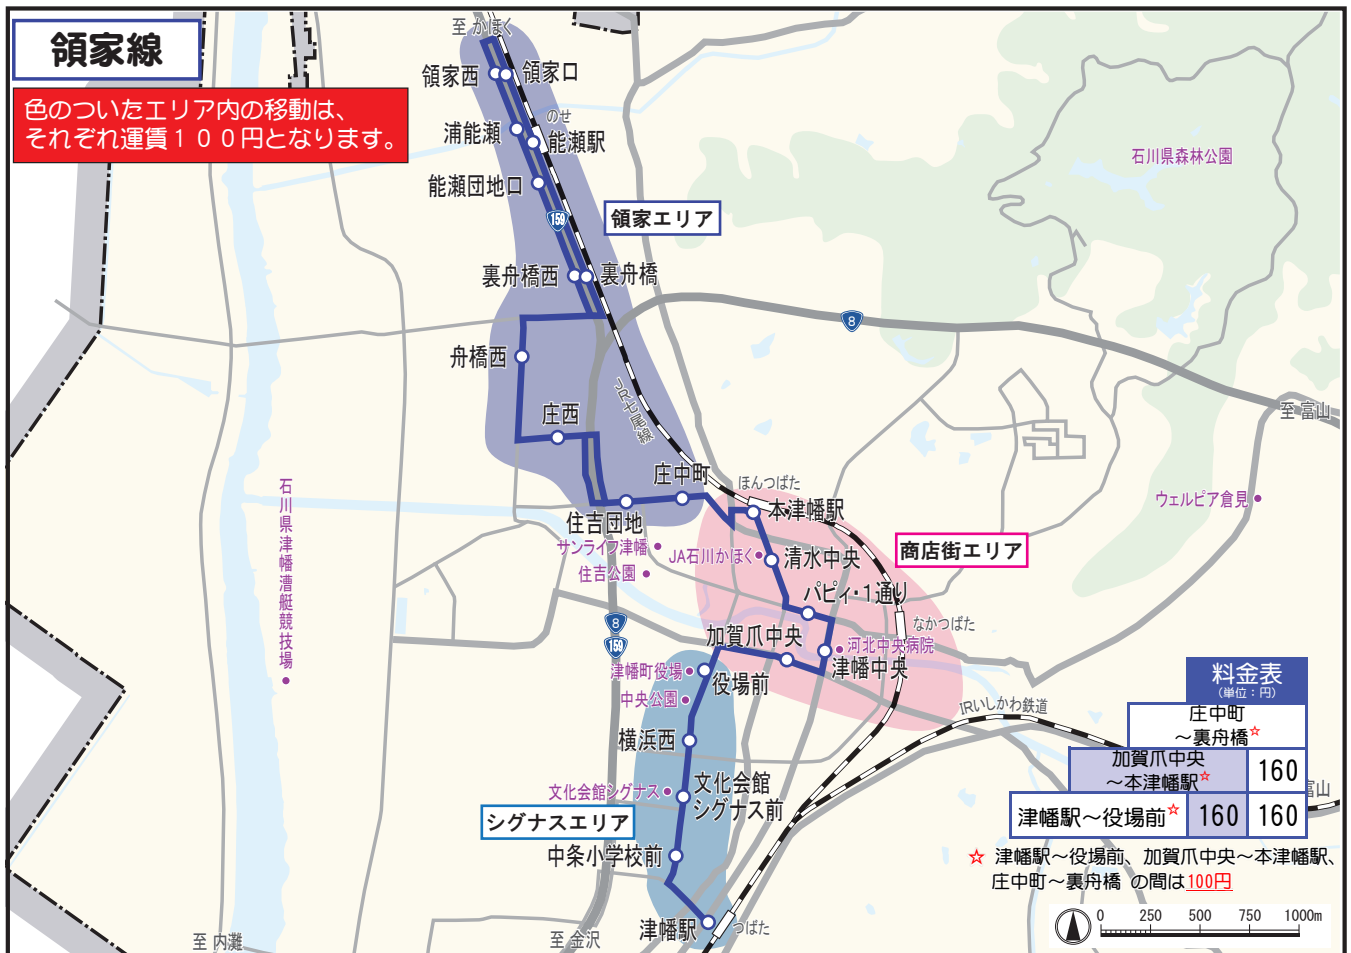 領家線
色のついたエリア内の移動は、
それぞれ運賃１００円となります。
至 かほく
領家西
領家口
のせ
浦能瀬
能瀬駅
能瀬団地口
159
領家エリア
裏舟橋西
裏舟橋
石川県森林公園
8
舟橋西
JR七尾線
至 富山
庄西
庄中町
ほんつばた
ウェルピア倉見
住吉団地
本津幡駅
石川県津幡漕艇競技場
サンライフ津幡
JA石川かほく
清水中央
商店街エリア
住吉公園
パピィ・1通り
8
159
なかつばた
加賀爪中央
河北中央病院
津幡町役場
津幡中央
役場前
中央公園
IRいしかわ鉄道
横浜西
文化会館シグナス
文化会館
シグナス前
シグナスエリア
中条小学校前
津幡駅
つばた
至 内灘
至 金沢
富山
料金表
(単位：円)
庄中町
～裏舟橋☆
加賀爪中央
～本津幡駅☆
160
津幡駅～役場前☆
160
160
☆ 津幡駅～役場前、加賀爪中央～本津幡駅、
庄中町～裏舟橋 の間は100円
0 250 500 750 1000m